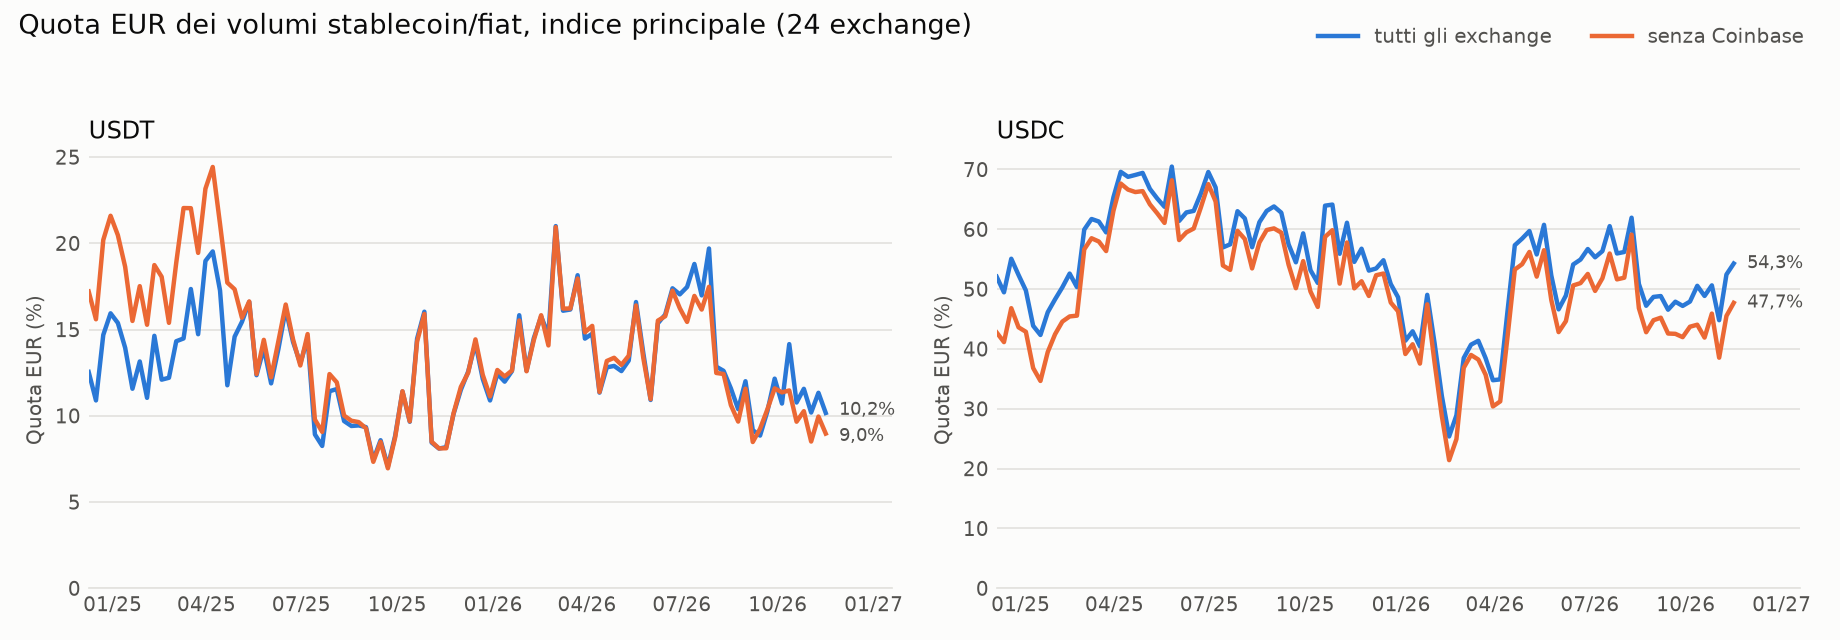 Quota EUR dei volumi stablecoin/fiat, indice principale (24 exchange)
tutti gli exchange
senza Coinbase
USDT
Quota EUR (%)
25
20
15
10
5
0
01/25 04/25 07/25 10/25 01/26 04/26 07/26 10/26 01/27
10,2%
9,0%
USDC
Quota EUR (%)
70
60
50
40
30
20
10
0
01/25 04/25 07/25 10/25 01/26 04/26 07/26 10/26 01/27
54,3%
47,7%